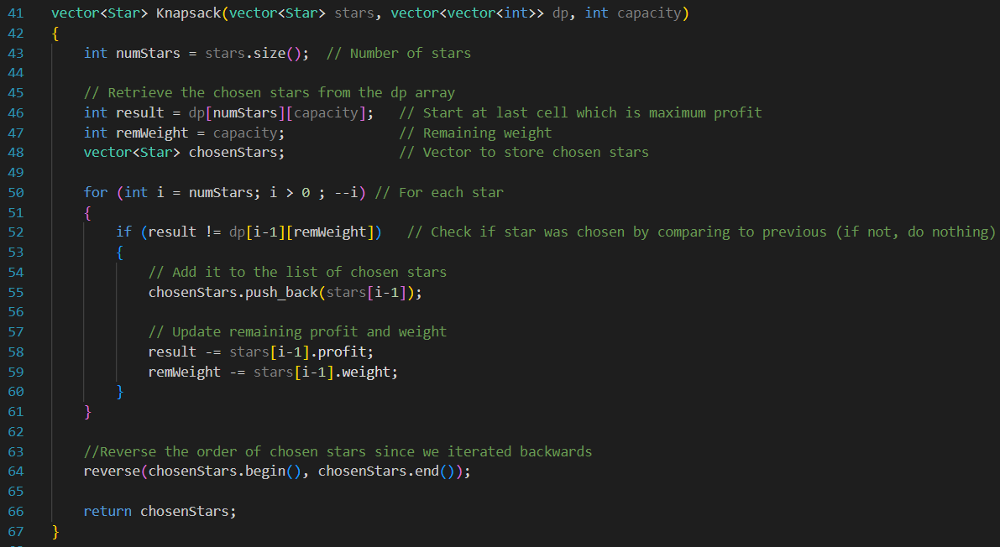 41 vector<Star> Knapsack(vector<Star> stars, vector<vector<int>> dp, int capacity)
42 {
43     int numStars = stars.size();  // Number of stars
44
45     // Retrieve the chosen stars from the dp array
46     int result = dp[numStars][capacity];   // Start at last cell which is maximum profit
47     int remWeight = capacity;              // Remaining weight
48     vector<Star> chosenStars;              // Vector to store chosen stars
49
50     for (int i = numStars; i > 0 ; --i) // For each star
51     {
52         if (result != dp[i-1][remWeight])   // Check if star was chosen by comparing to previous (if not, do nothing)
53         {
54             // Add it to the list of chosen stars
55             chosenStars.push_back(stars[i-1]);
56
57             // Update remaining profit and weight
58             result -= stars[i-1].profit;
59             remWeight -= stars[i-1].weight;
60         }
61     }
62
63     //Reverse the order of chosen stars since we iterated backwards
64     reverse(chosenStars.begin(), chosenStars.end());
65
66     return chosenStars;
67 }